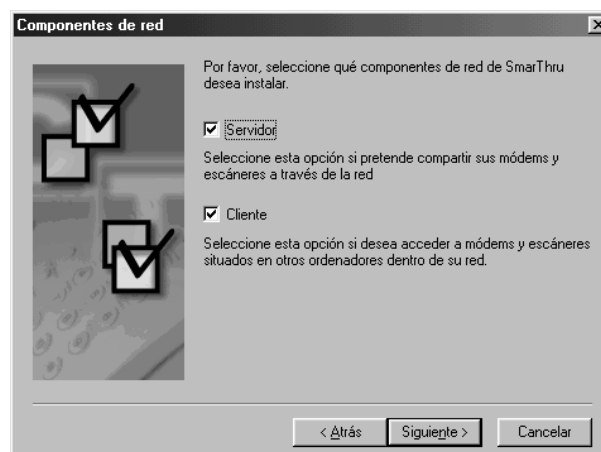 Componentes de red
Por favor, seleccione qué componentes de red de SmarThru
desea instalar.
Servidor
Seleccione esta opción si pretende compartir sus módems y
escáneres a través de la red
Cliente
Seleccione esta opción si desea acceder a módems y escáneres
situados en otros ordenadores dentro de su red.
< Atrás
Siguiente >
Cancelar